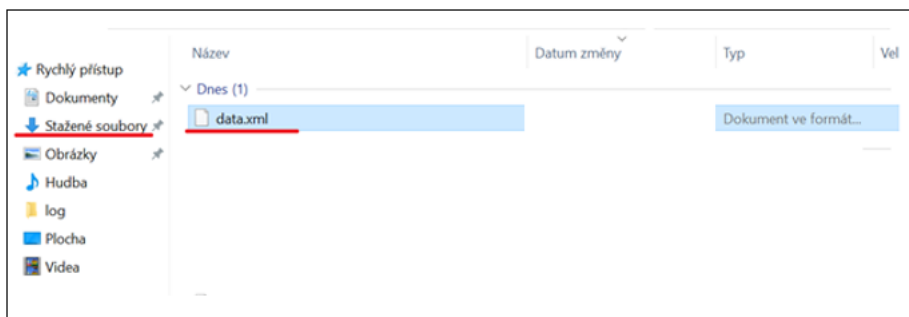 Název Datum změny Typ Vel
Rychlý přístup
Dnes (1)
Dokumenty
data.xml Dokument ve formát...
Stažené soubory
Obrázky
Hudba
log
Plocha
Videa